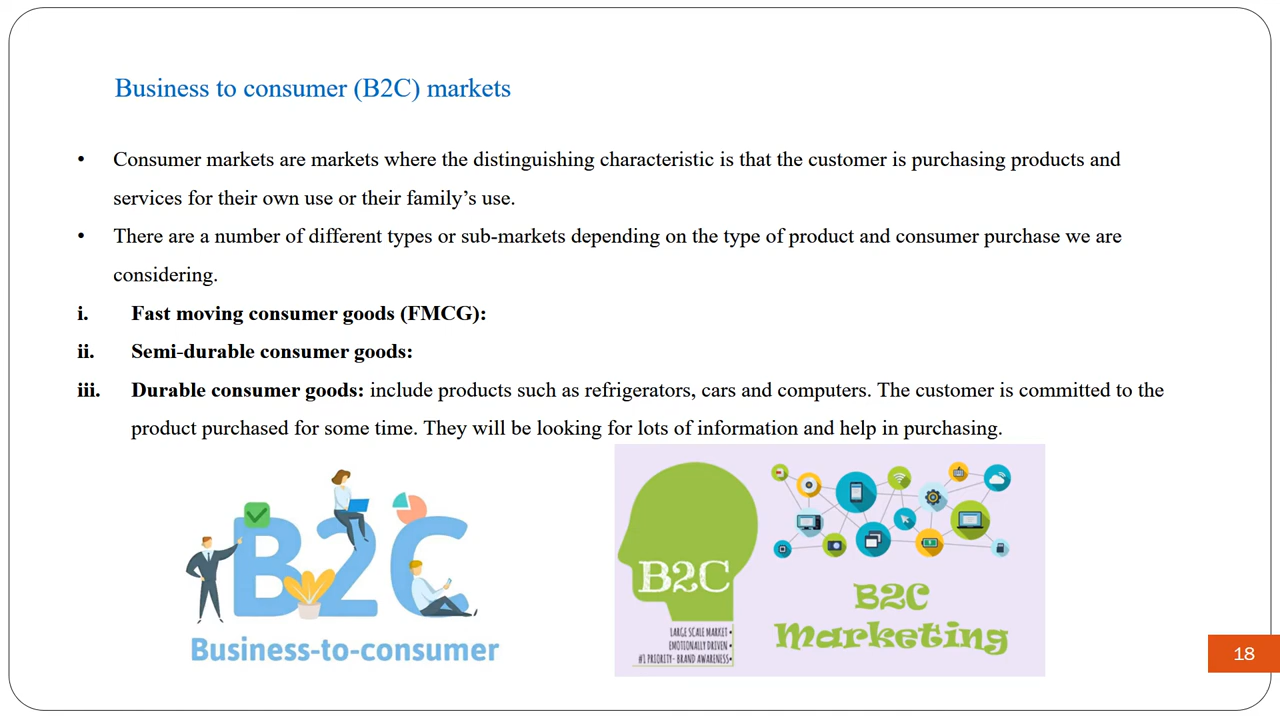 Business to consumer (B2C) markets
• Consumer markets are markets where the distinguishing characteristic is that the customer is purchasing products and
services for their own use or their family’s use.
• There are a number of different types or sub-markets depending on the type of product and consumer purchase we are
considering.
i. Fast moving consumer goods (FMCG):
ii. Semi-durable consumer goods:
iii. Durable consumer goods: include products such as refrigerators, cars and computers. The customer is committed to the
product purchased for some time. They will be looking for lots of information and help in purchasing.
B2C
Business-to-consumer
B2C
LARGE SCALE MARKET •
EMOTIONALLY DRIVEN •
#1 PRIORITY- BRAND AWARENESS•
B2C
Marketing
18